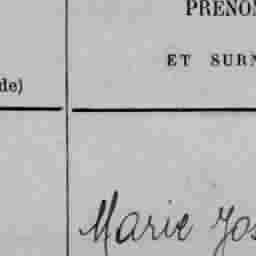 PRENOM
ET SURN
de)
Marie Jos